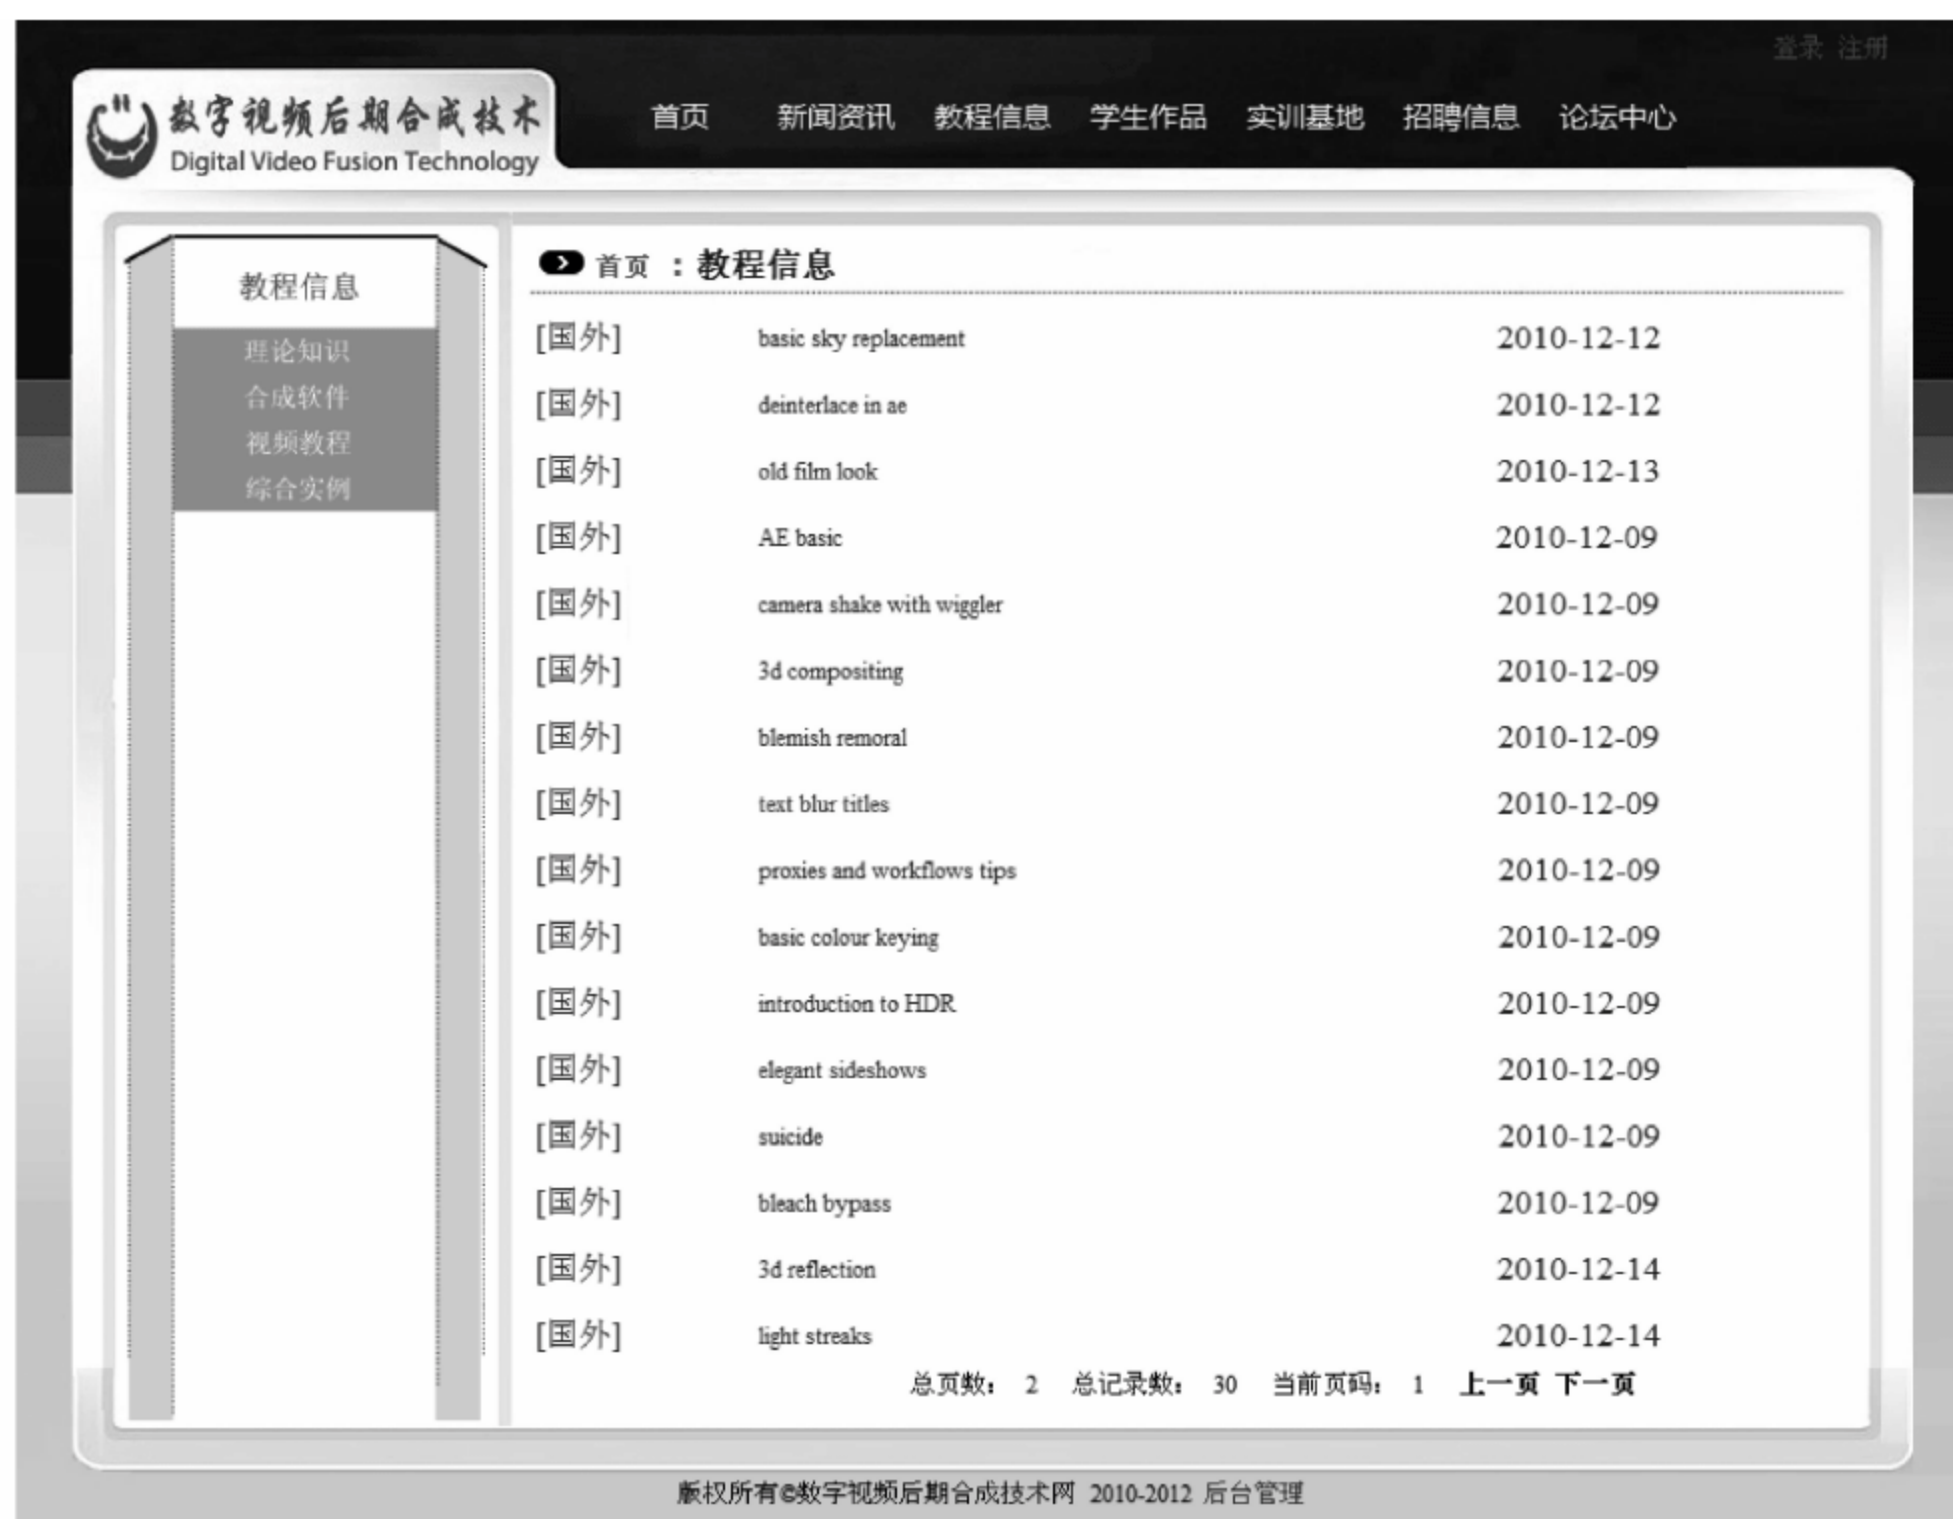 登录 注册
数字视频后期合成技术
Digital Video Fusion Technology
首页 新闻资讯 教程信息 学生作品 实训基地 招聘信息 论坛中心
教程信息
理论知识
合成软件
视频教程
综合实例
首页 ：教程信息
[国外] basic sky replacement 2010-12-12
[国外] deinterlace in ae 2010-12-12
[国外] old film look 2010-12-13
[国外] AE basic 2010-12-09
[国外] camera shake with wiggler 2010-12-09
[国外] 3d compositing 2010-12-09
[国外] blemish remoral 2010-12-09
[国外] text blur titles 2010-12-09
[国外] proxies and workflows tips 2010-12-09
[国外] basic colour keying 2010-12-09
[国外] introduction to HDR 2010-12-09
[国外] elegant sideshows 2010-12-09
[国外] suicide 2010-12-09
[国外] bleach bypass 2010-12-09
[国外] 3d reflection 2010-12-14
[国外] light streaks 2010-12-14
总页数： 2 总记录数： 30 当前页码： 1 上一页 下一页
版权所有©数字视频后期合成技术网 2010-2012 后台管理